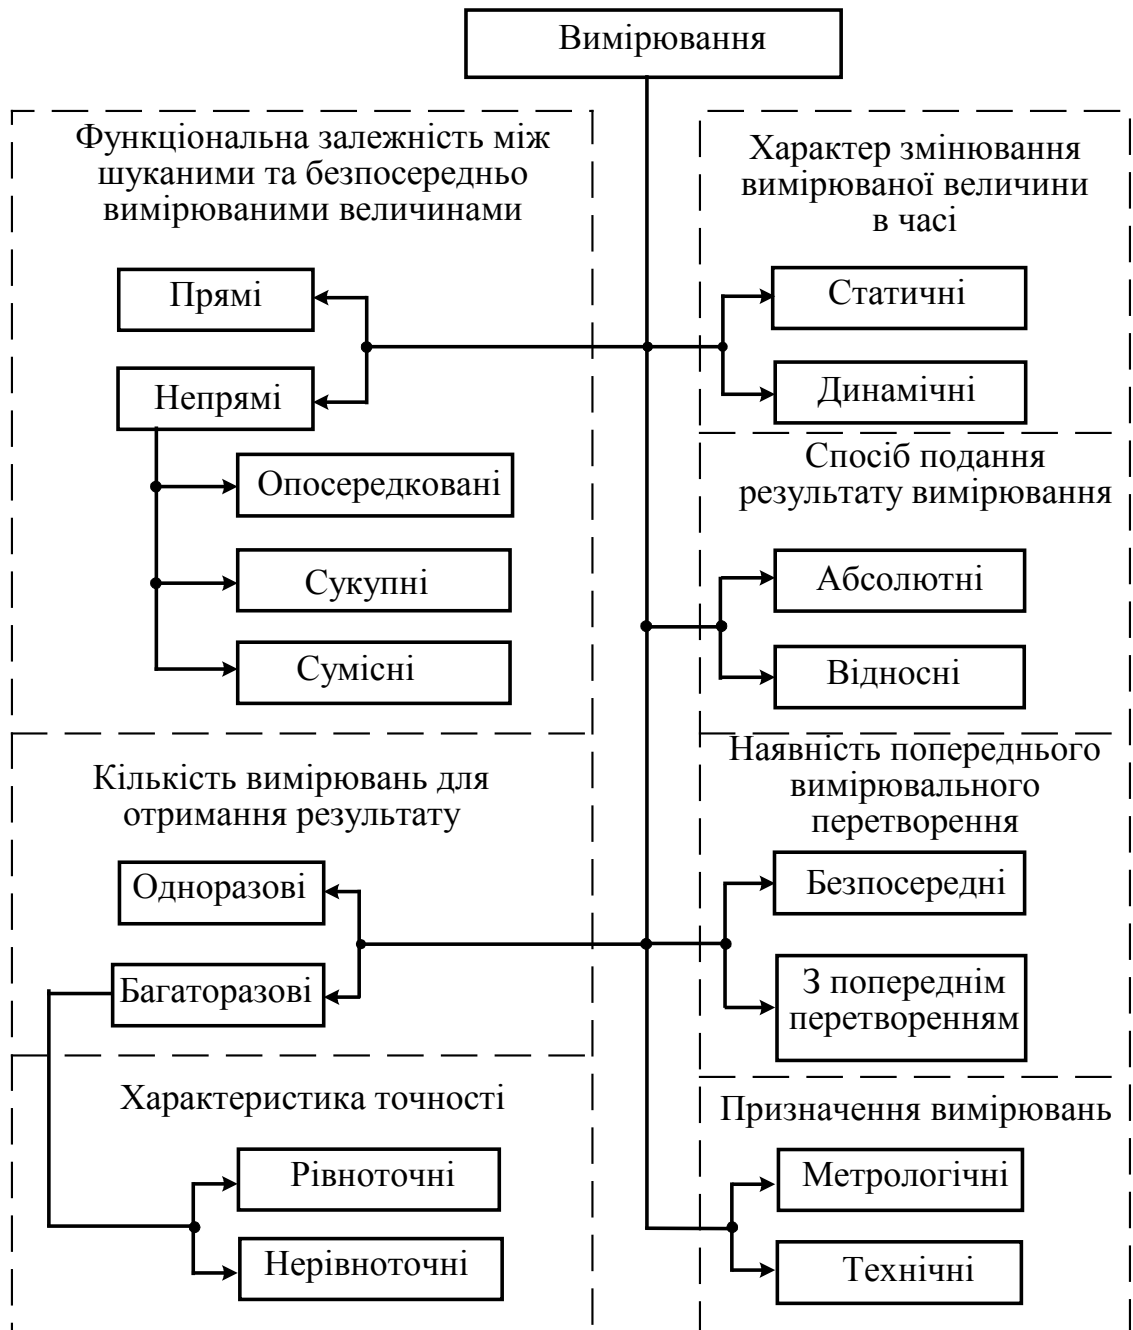 Вимірювання
Функціональна залежність між
шуканими та безпосередньо
вимірюваними величинами
Прямі
Непрямі
Опосередковані
Сукупні
Сумісні
Кількість вимірювань для
отримання результату
Одноразові
Багаторазові
Характеристика точності
Рівноточні
Нерівноточні
Характер змінювання
вимірюваної величини
в часі
Статичні
Динамічні
Спосіб подання
результату вимірювання
Абсолютні
Відносні
Наявність попереднього
вимірювального
перетворення
Безпосередні
З попереднім
перетворенням
Призначення вимірювань
Метрологічні
Технічні